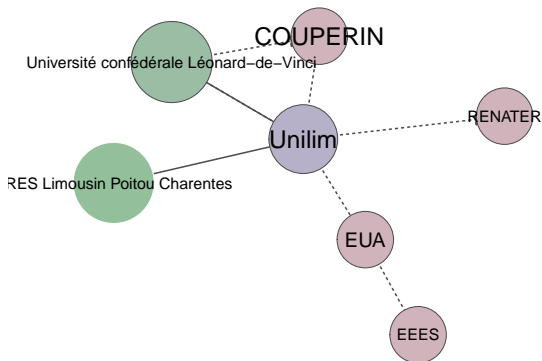 COUPERIN
Université confédérale Léonard−de−Vinci
RENATER
Unilim
RES Limousin Poitou Charentes
EUA
EEES